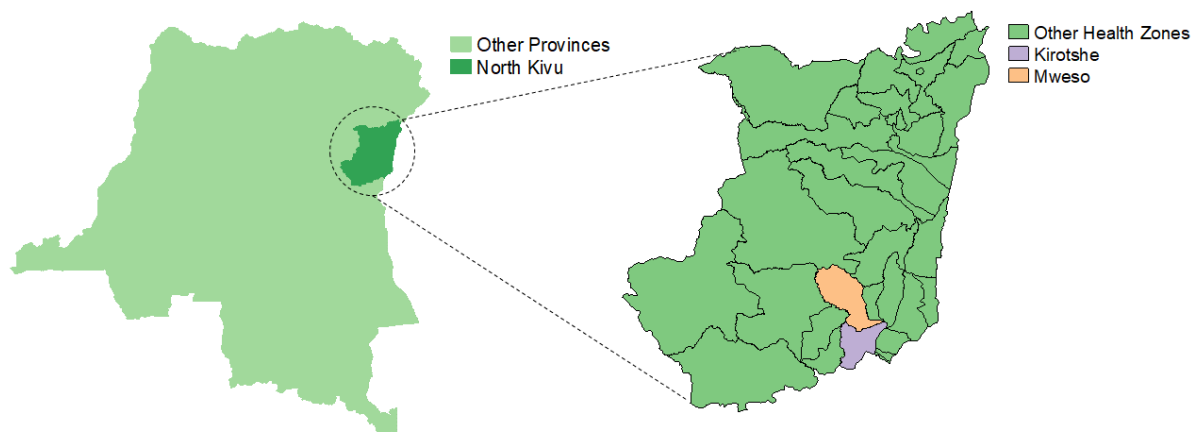 Other Provinces
North Kivu
Other Health Zones
Kirotshe
Mweso